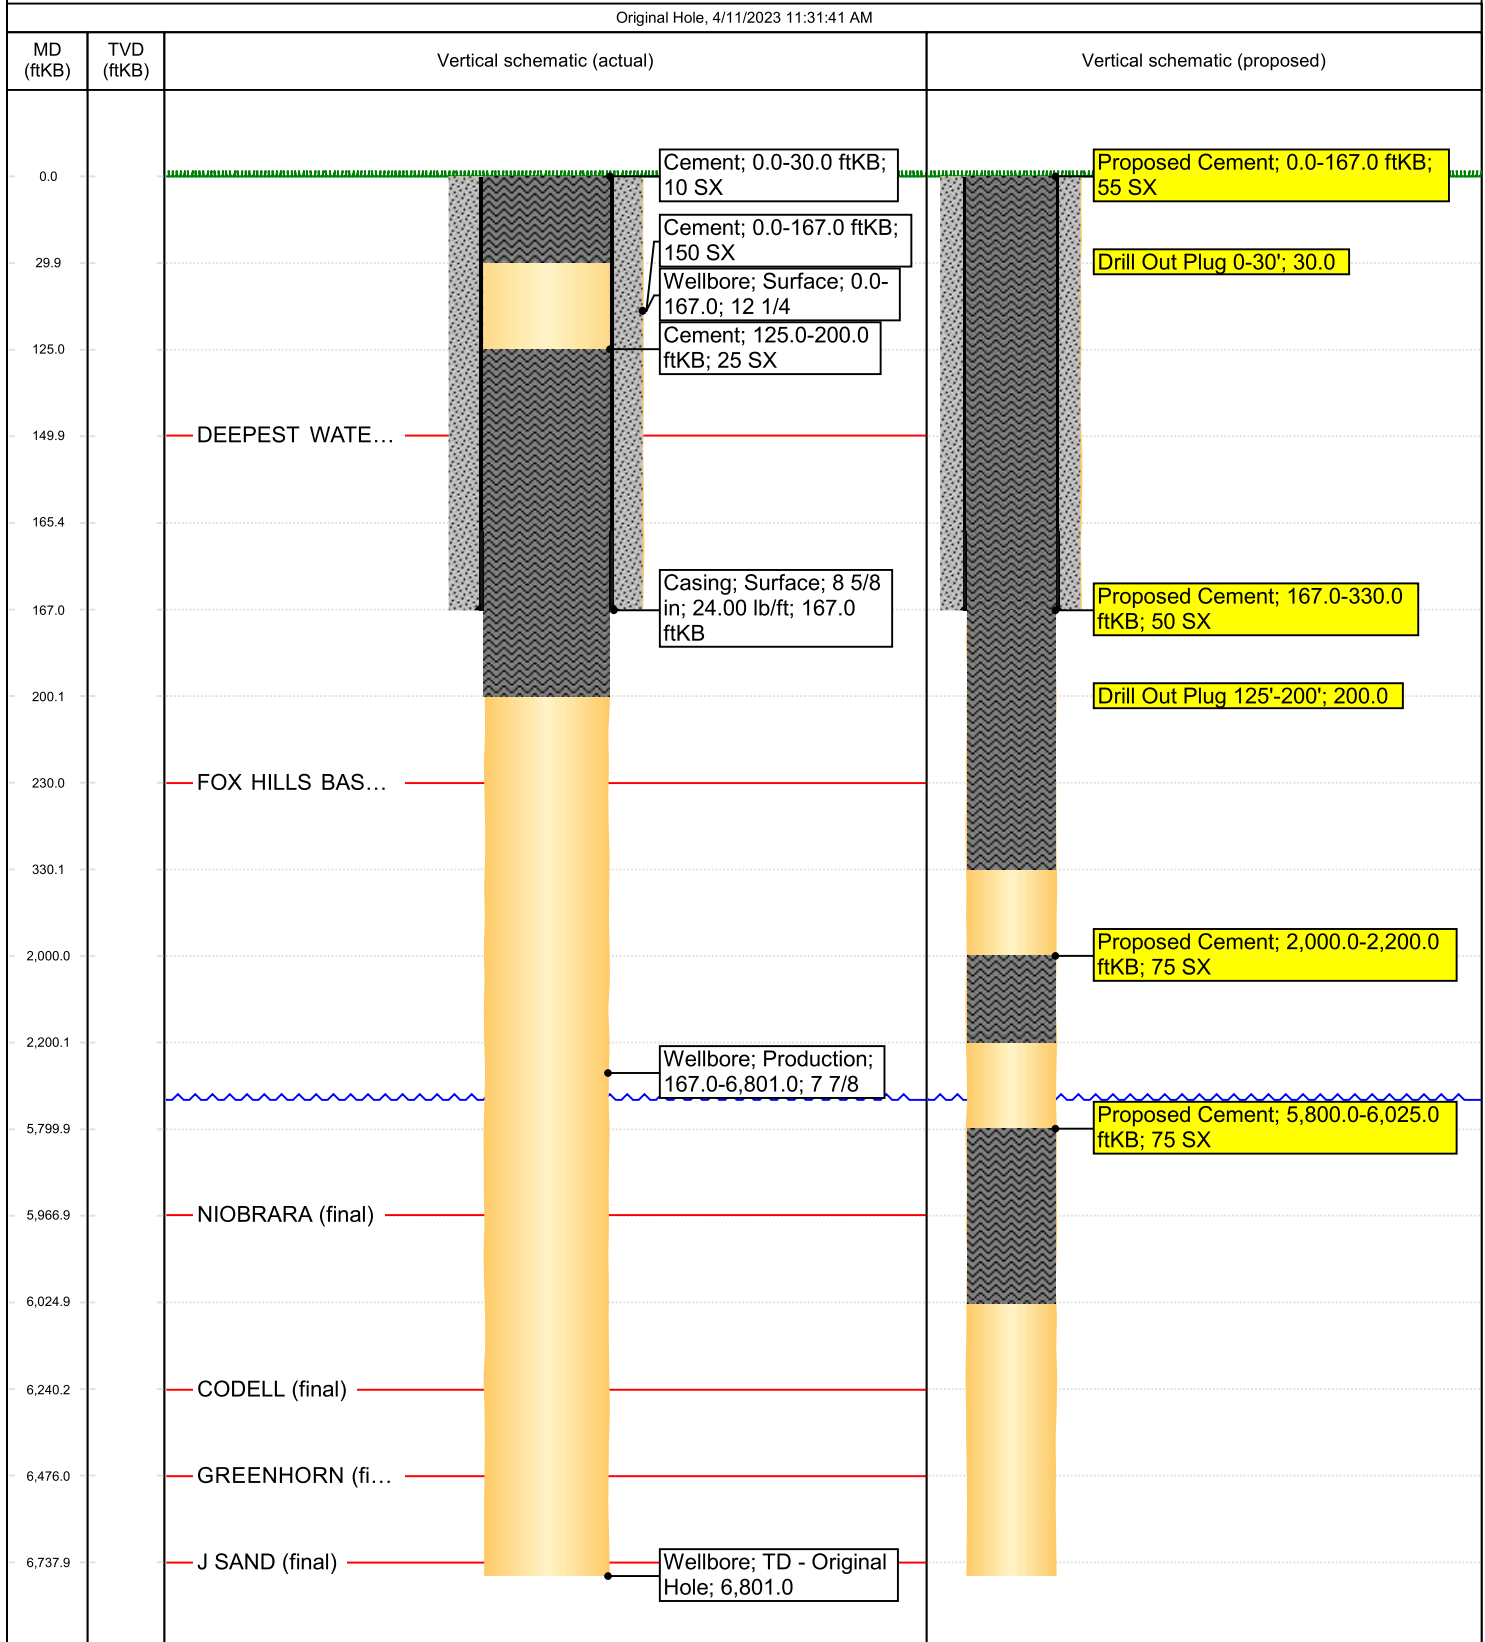 Original Hole, 4/11/2023 11:31:41 AM
MD
(ftKB)
TVD
(ftKB)
Vertical schematic (actual)
Vertical schematic (proposed)
0.0
29.9
125.0
149.9
165.4
167.0
200.1
230.0
330.1
2,000.0
2,200.1
5,799.9
5,966.9
6,024.9
6,240.2
6,476.0
6,737.9
DEEPEST WATE…
FOX HILLS BAS…
NIOBRARA (final)
CODELL (final)
GREENHORN (fi…
J SAND (final)
Cement; 0.0-30.0 ftKB;
10 SX
Cement; 0.0-167.0 ftKB;
150 SX
Wellbore; Surface; 0.0-
167.0; 12 1/4
Cement; 125.0-200.0
ftKB; 25 SX
Casing; Surface; 8 5/8
in; 24.00 lb/ft; 167.0
ftKB
Wellbore; Production;
167.0-6,801.0; 7 7/8
Wellbore; TD - Original
Hole; 6,801.0
Proposed Cement; 0.0-167.0 ftKB;
55 SX
Drill Out Plug 0-30'; 30.0
Proposed Cement; 167.0-330.0
ftKB; 50 SX
Drill Out Plug 125'-200'; 200.0
Proposed Cement; 2,000.0-2,200.0
ftKB; 75 SX
Proposed Cement; 5,800.0-6,025.0
ftKB; 75 SX